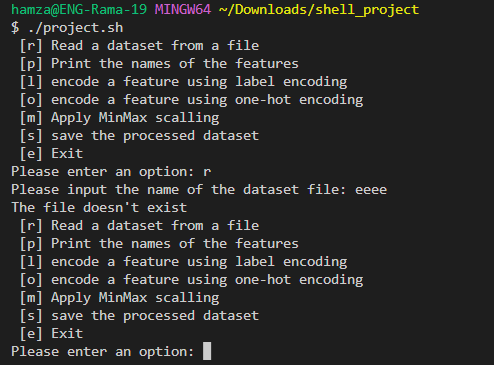 hamza@ENG-Rama-19 MINGW64 ~/Downloads/shell_project
$ ./project.sh
[r] Read a dataset from a file
[p] Print the names of the features
[l] encode a feature using label encoding
[o] encode a feature using one-hot encoding
[m] Apply MinMax scalling
[s] save the processed dataset
[e] Exit
Please enter an option: r
Please input the name of the dataset file: eeee
The file doesn't exist
[r] Read a dataset from a file
[p] Print the names of the features
[l] encode a feature using label encoding
[o] encode a feature using one-hot encoding
[m] Apply MinMax scalling
[s] save the processed dataset
[e] Exit
Please enter an option: